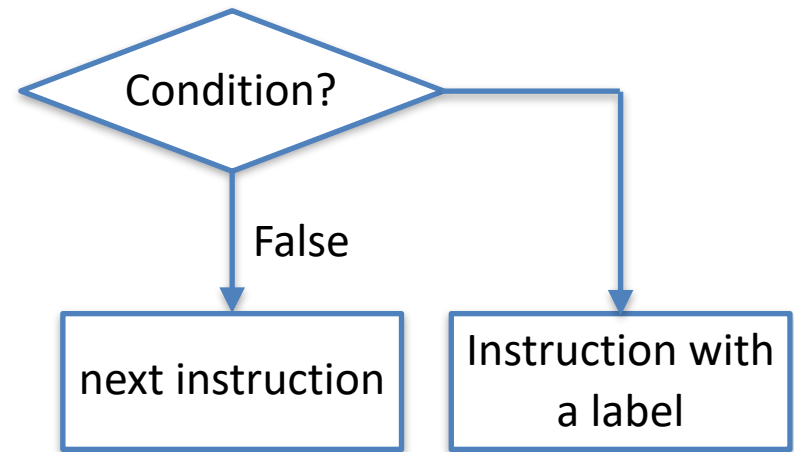 Condition?
False
next instruction
Instruction with
a label